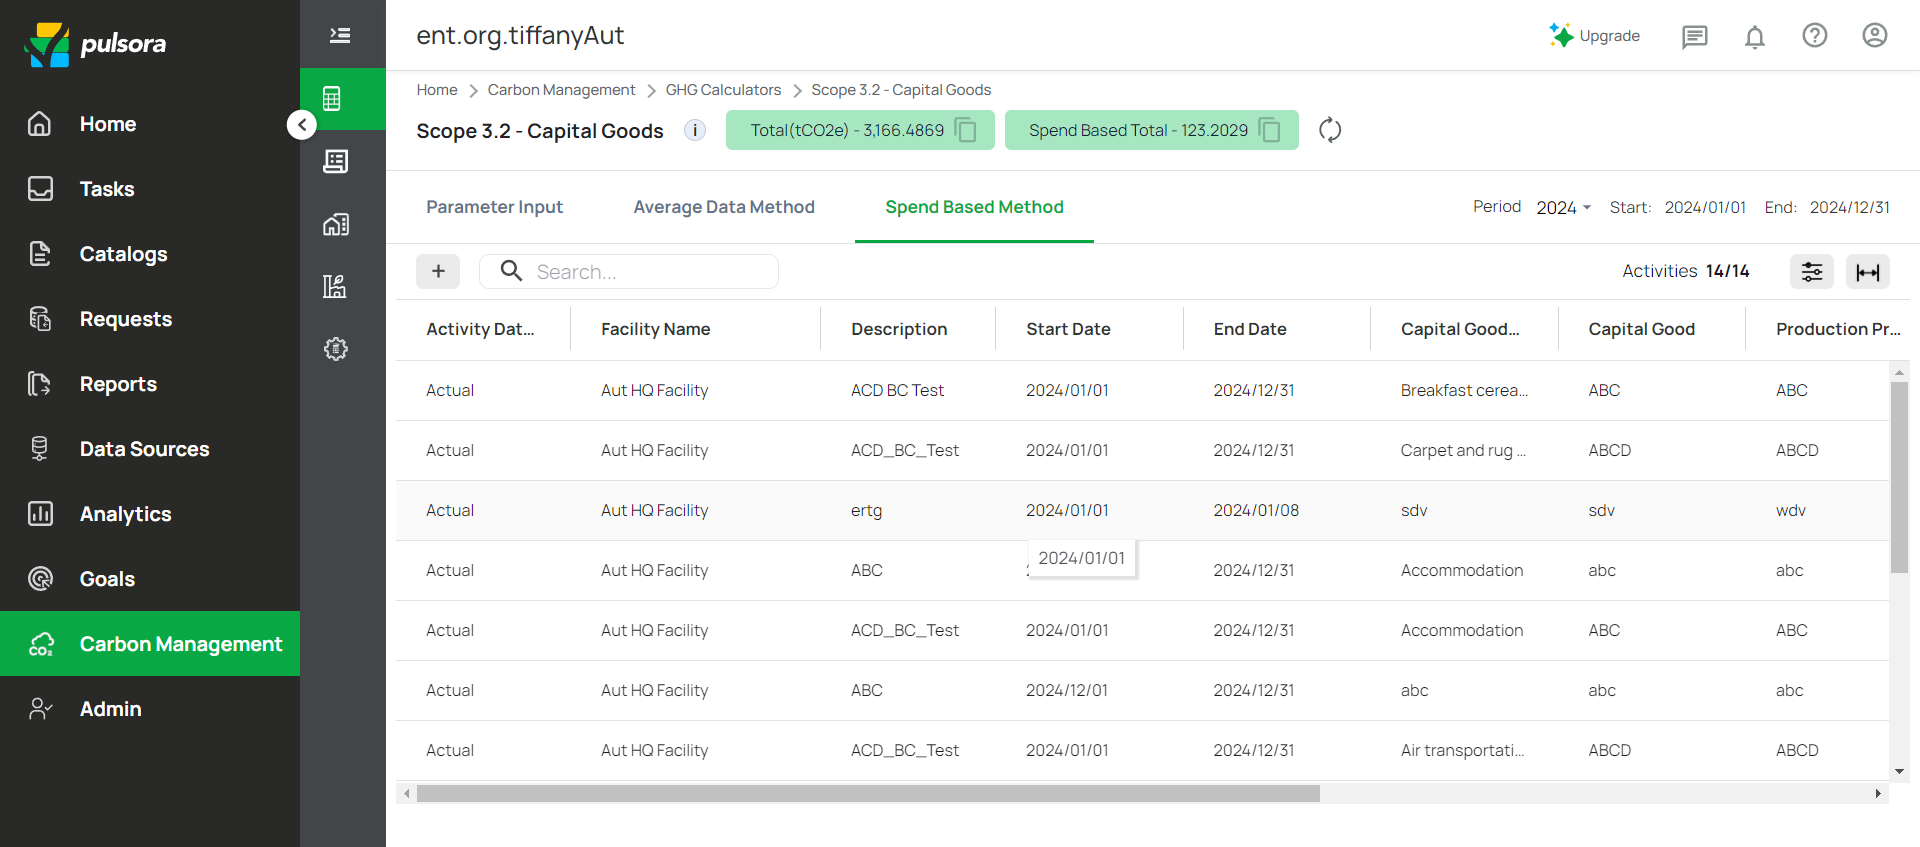 pulsora
Home
Tasks
Catalogs
Requests
Reports
Data Sources
Analytics
Goals
Carbon Management
Admin
ent.org.tiffanyAut
Upgrade
Home > Carbon Management > GHG Calculators > Scope 3.2 - Capital Goods
Scope 3.2 - Capital Goods i Total(tCO2e) - 3,166.4869 Spend Based Total - 123.2029
Parameter Input Average Data Method Spend Based Method Period 2024 Start: 2024/01/01 End: 2024/12/31
+ Search... Activities 14/14
Activity Dat... Facility Name Description Start Date End Date Capital Good... Capital Good Production Pr...
Actual Aut HQ Facility ACD BC Test 2024/01/01 2024/12/31 Breakfast cerea... ABC ABC
Actual Aut HQ Facility ACD_BC_Test 2024/01/01 2024/12/31 Carpet and rug ... ABCD ABCD
Actual Aut HQ Facility ertg 2024/01/01 2024/01/08 sdv sdv wdv
2024/01/01
Actual Aut HQ Facility ABC 2024/12/31 Accommodation abc abc
Actual Aut HQ Facility ACD_BC_Test 2024/01/01 2024/12/31 Accommodation ABC ABC
Actual Aut HQ Facility ABC 2024/12/01 2024/12/31 abc abc abc
Actual Aut HQ Facility ACD_BC_Test 2024/01/01 2024/12/31 Air transportati... ABCD ABCD